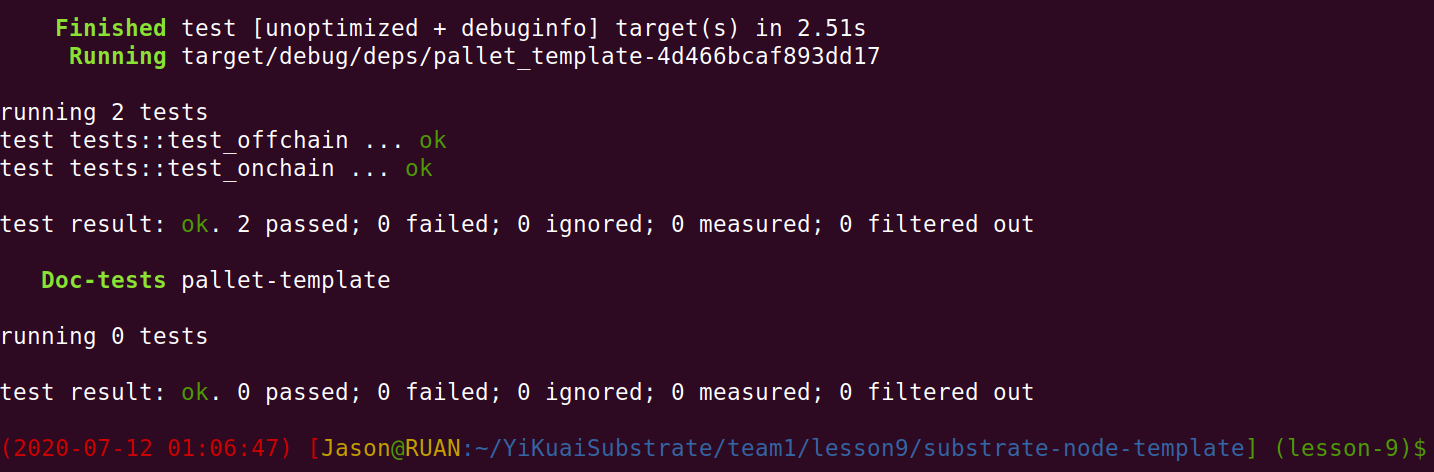 Finished test [unoptimized + debuginfo] target(s) in 2.51s
Running target/debug/deps/pallet_template-4d466bcaf893dd17
running 2 tests
test tests::test_offchain ... ok
test tests::test_onchain ... ok
test result: ok. 2 passed; 0 failed; 0 ignored; 0 measured; 0 filtered out
Doc-tests pallet-template
running 0 tests
test result: ok. 0 passed; 0 failed; 0 ignored; 0 measured; 0 filtered out
(2020-07-12 01:06:47) [Jason@RUAN:~/YiKuaiSubstrate/team1/lesson9/substrate-node-template] (lesson-9)$